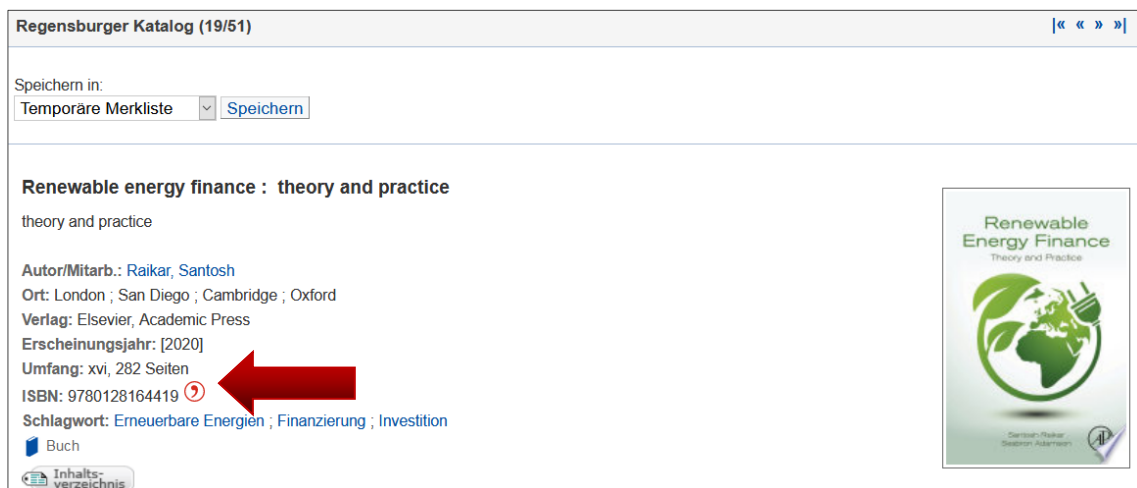 Regensburger Katalog (19/51)
|« « » »|
Speichern in:
Temporäre Merkliste
Speichern
Renewable energy finance : theory and practice
theory and practice
Autor/Mitarb.: Raikar, Santosh
Ort: London ; San Diego ; Cambridge ; Oxford
Verlag: Elsevier, Academic Press
Erscheinungsjahr: [2020]
Umfang: xvi, 282 Seiten
ISBN: 9780128164419
Schlagwort: Erneuerbare Energien ; Finanzierung ; Investition
Buch
Inhalts-
verzeichnis
Renewable
Energy Finance
Theory and Practice
Santosh Raikar
Seabron Adamson